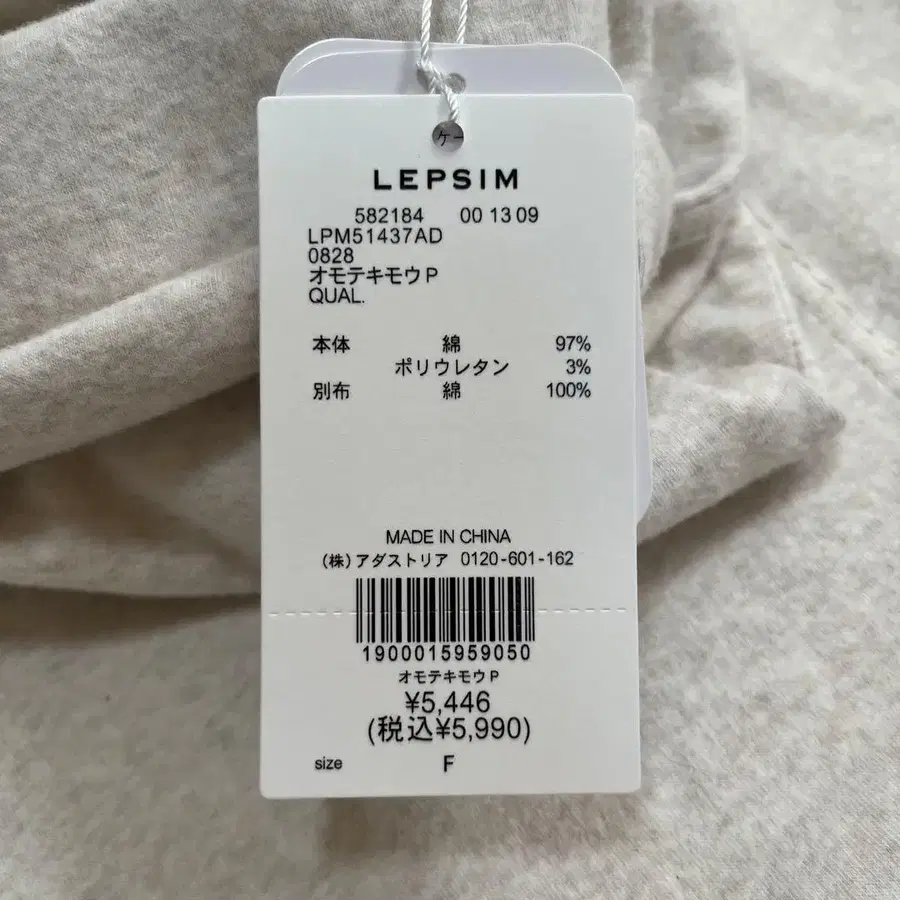 ケー
LEPSIM
582184 00 13 09
LPM51437AD
0828
オモテキモウP
QUAL.
本体 綿 97%
ポリウレタン 3%
別布 綿 100%
MADE IN CHINA
(株)アダストリア 0120-601-162
1900015959050
オモテキモウP
¥5,446
(税込¥5,990)
size F